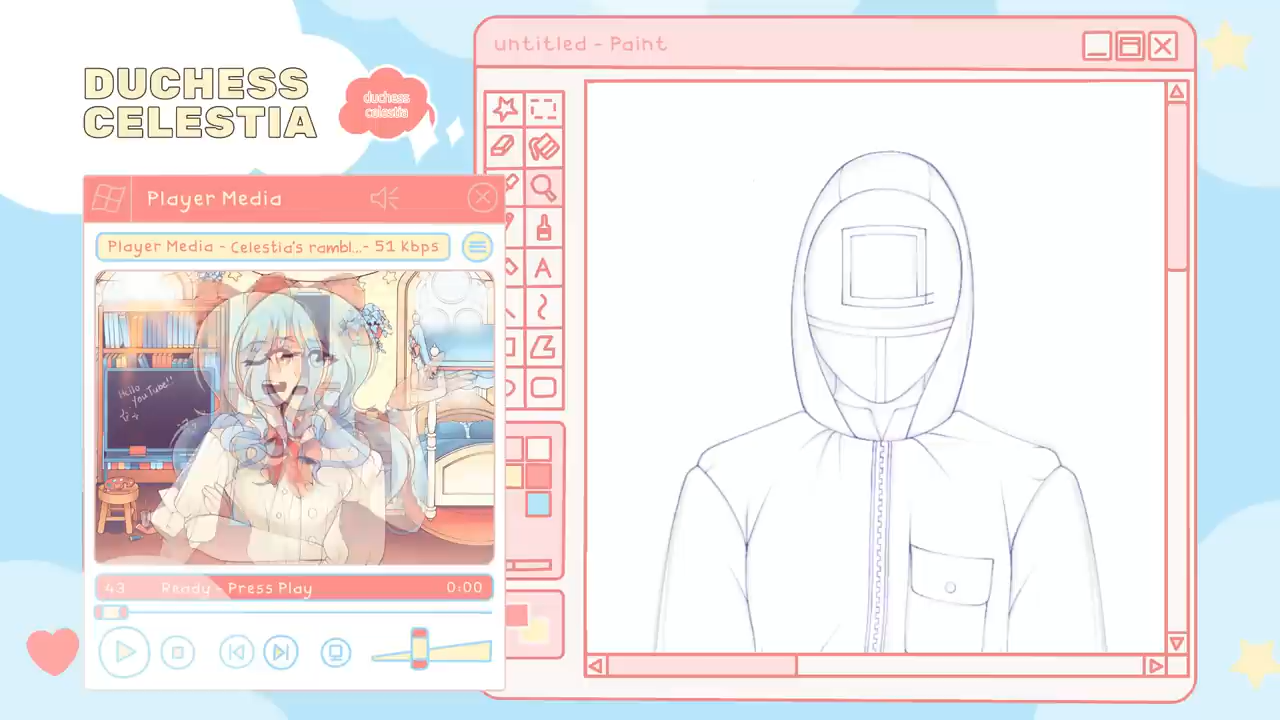 DUCHESS
CELESTIA
duchess
celestia
untitled - Paint
Player Media
Player Media - Celestia's rambl...- 51 Kbps
Hello
YouTube!!
A
43 Ready - Press Play 0:00